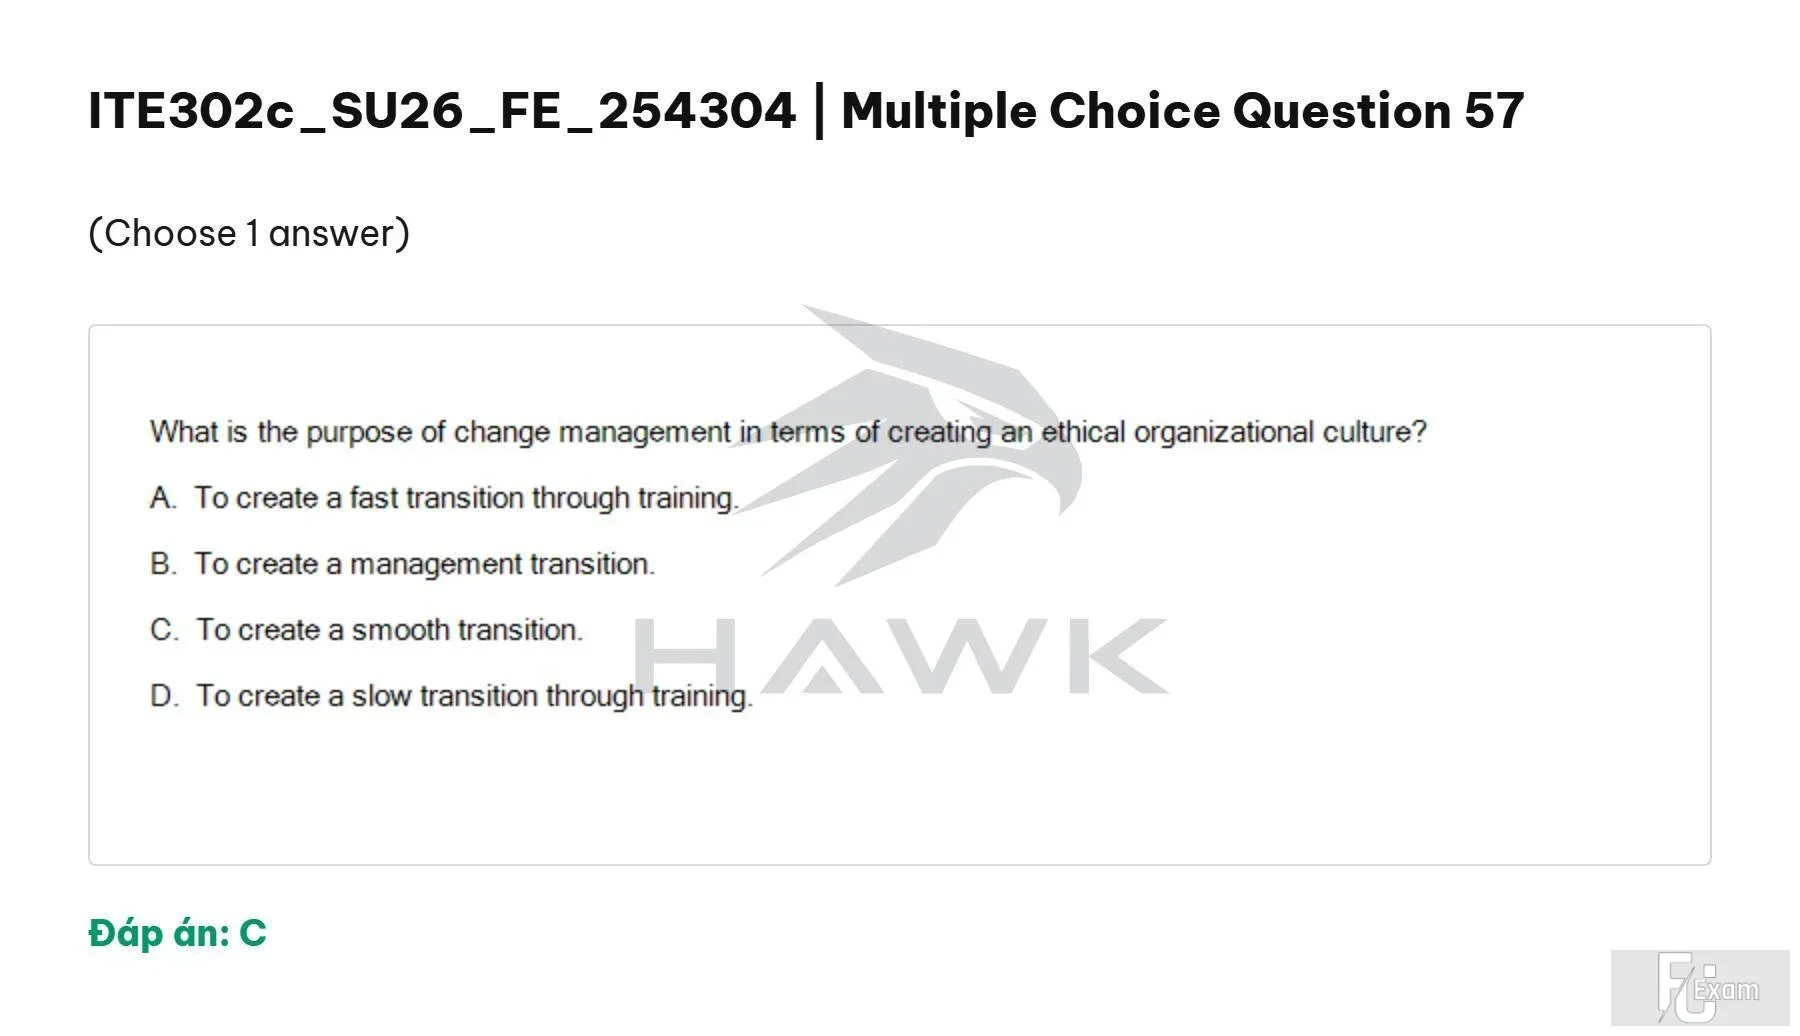 ITE302c_SU26_FE_254304 | Multiple Choice Question 57
(Choose 1 answer)
What is the purpose of change management in terms of creating an ethical organizational culture?
A. To create a fast transition through training.
B. To create a management transition.
C. To create a smooth transition.
D. To create a slow transition through training.
HAWK
Đáp án: C
FU Exam